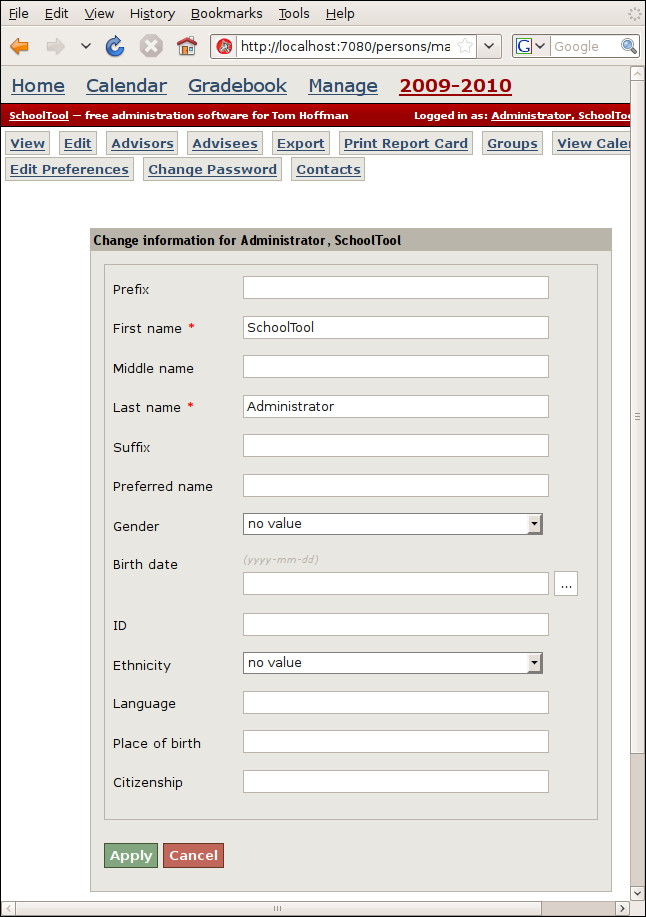 File Edit View History Bookmarks Tools Help
http://localhost:7080/persons/ma
G Google
Home Calendar Gradebook Manage 2009-2010
SchoolTool — free administration software for Tom Hoffman Logged in as: Administrator, SchoolToo
View Edit Advisors Advisees Export Print Report Card Groups View Calen
Edit Preferences Change Password Contacts
Change information for Administrator, SchoolTool
Prefix
First name * SchoolTool
Middle name
Last name * Administrator
Suffix
Preferred name
Gender no value
Birth date (yyyy-mm-dd)
...
ID
Ethnicity no value
Language
Place of birth
Citizenship
Apply Cancel